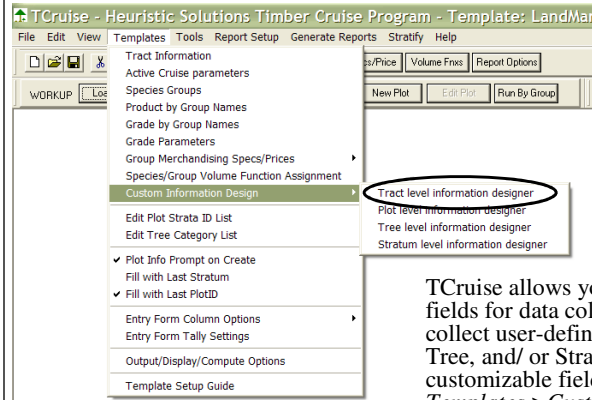 TCruise - Heuristic Solutions Timber Cruise Program - Template: LandMar
File Edit View Templates Tools Report Setup Generate Reports Stratify Help
cs/Price Volume Fnxs Report Options
WORKUP Loa New Plot Edit Plot Run By Group
Tract Information
Active Cruise parameters
Species Groups
Product by Group Names
Grade by Group Names
Grade Parameters
Group Merchandising Specs/Prices
Species/Group Volume Function Assignment
Custom Information Design
Tract level information designer
Plot level information designer
Tree level information designer
Stratum level information designer
Edit Plot Strata ID List
Edit Tree Category List
Plot Info Prompt on Create
Fill with Last Stratum
Fill with Last PlotID
Entry Form Column Options
Entry Form Tally Settings
Output/Display/Compute Options
Template Setup Guide
TCruise allows yo
fields for data col
collect user-defin
Tree, and/ or Stra
customizable field
Templates > Cust